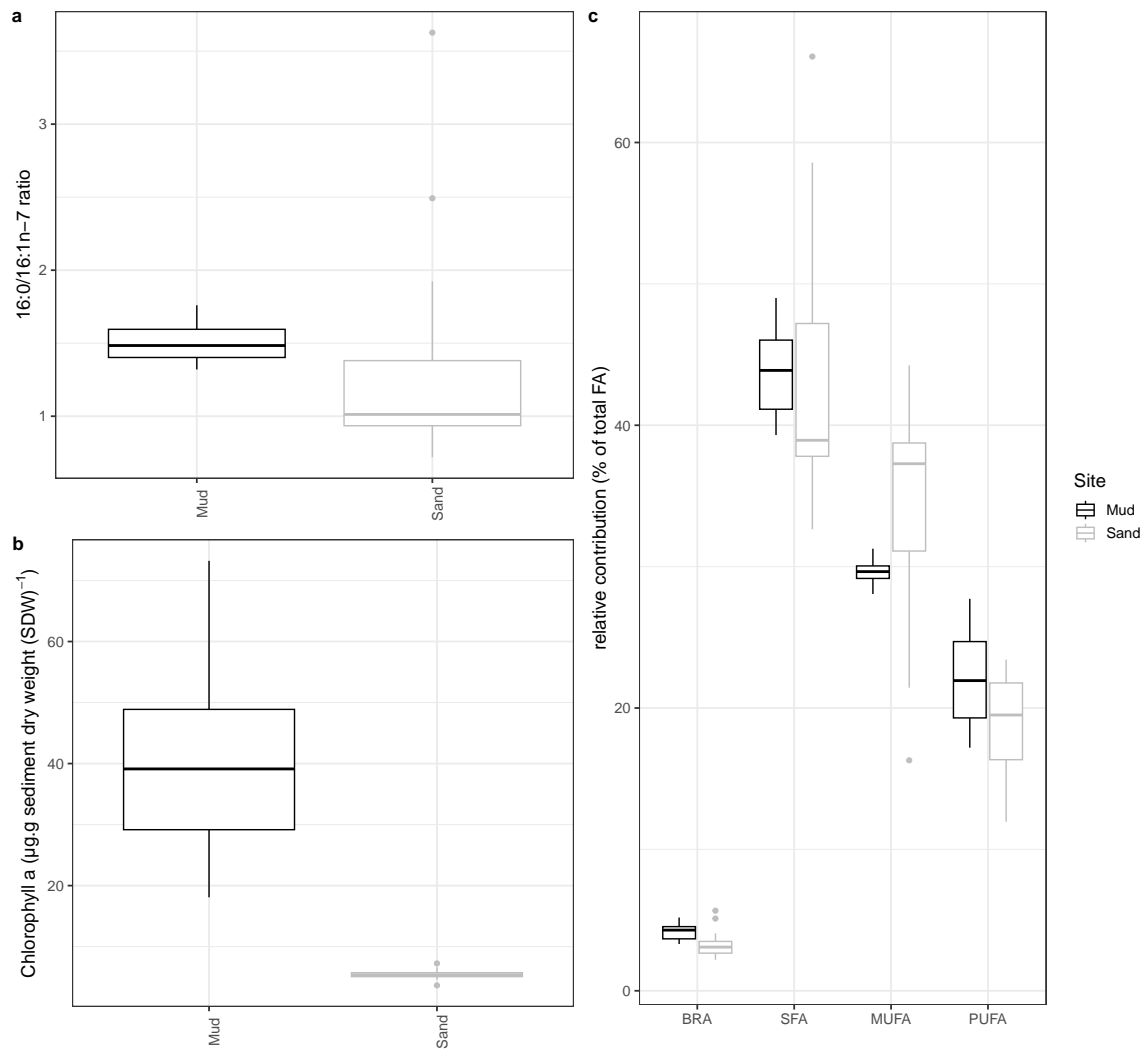 a
3
2
1
16:0/16:1n−7 ratio
Mud
Sand
b
60
40
20
Chlorophyll a (µg.g sediment dry weight (SDW)⁻¹)
Mud
Sand
c
60
40
20
0
relative contribution (% of total FA)
BRA SFA MUFA PUFA
Site
Mud
Sand